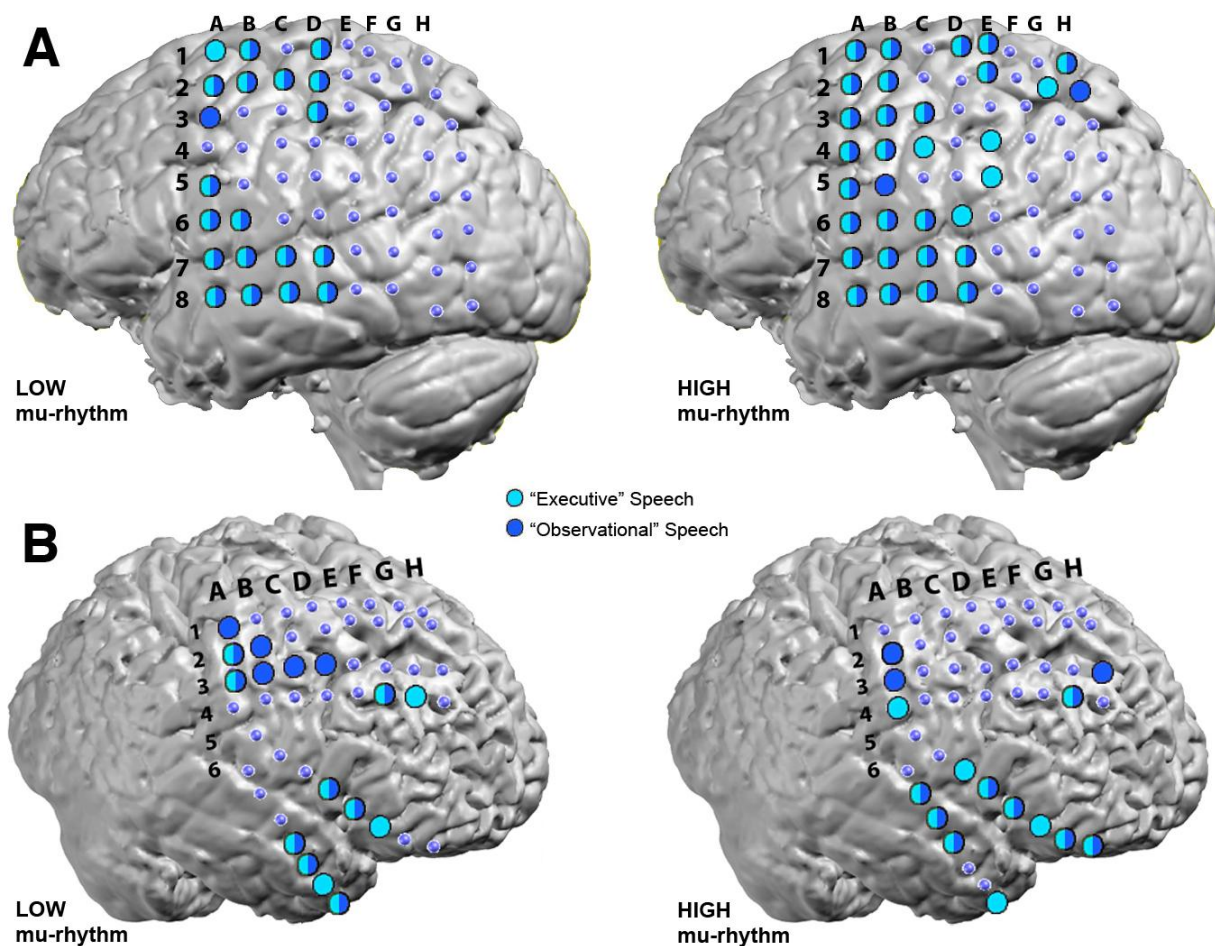 A
A B C D E F G H
1
2
3
4
5
6
7
8
LOW
mu-rhythm
A B C D E F G H
1
2
3
4
5
6
7
8
HIGH
mu-rhythm
"Executive" Speech
"Observational" Speech
B
A B C D E F G H
1
2
3
4
5
6
LOW
mu-rhythm
A B C D E F G H
1
2
3
4
5
6
HIGH
mu-rhythm